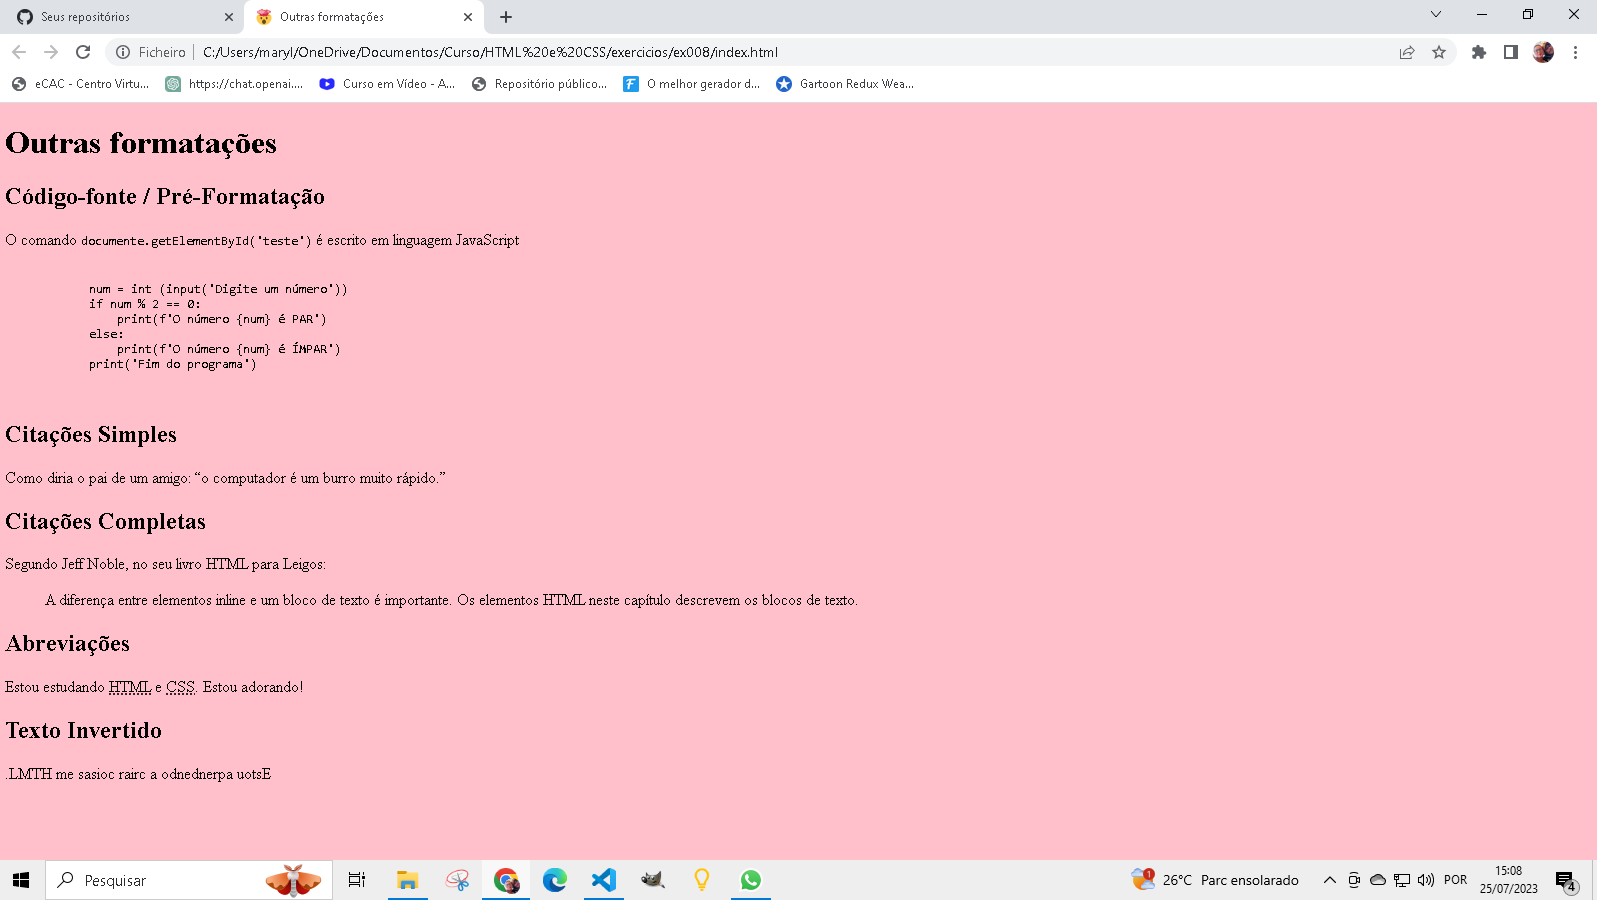 Seus repositórios
Outras formatações
Ficheiro
C:/Users/maryl/OneDrive/Documentos/Curso/HTML%20e%20CSS/exercicios/ex008/index.html
eCAC - Centro Virtu...
https://chat.openai....
Curso em Vídeo - A...
Repositório público...
O melhor gerador d...
Gartoon Redux Wea...
Outras formatações
Código-fonte / Pré-Formatação
O comando documente.getElementById('teste') é escrito em linguagem JavaScript
num = int (input('Digite um número'))
if num % 2 == 0:
    print(f'O número {num} é PAR')
else:
    print(f'O número {num} é ÍMPAR')
print('Fim do programa')
Citações Simples
Como diria o pai de um amigo: “o computador é um burro muito rápido.”
Citações Completas
Segundo Jeff Noble, no seu livro HTML para Leigos:
A diferença entre elementos inline e um bloco de texto é importante. Os elementos HTML neste capítulo descrevem os blocos de texto.
Abreviações
Estou estudando HTML e CSS. Estou adorando!
Texto Invertido
.LMTH me sasioc rairc a odnednerpa uotsE
Pesquisar
1
26°C Parc ensolarado
POR
15:08
25/07/2023
4